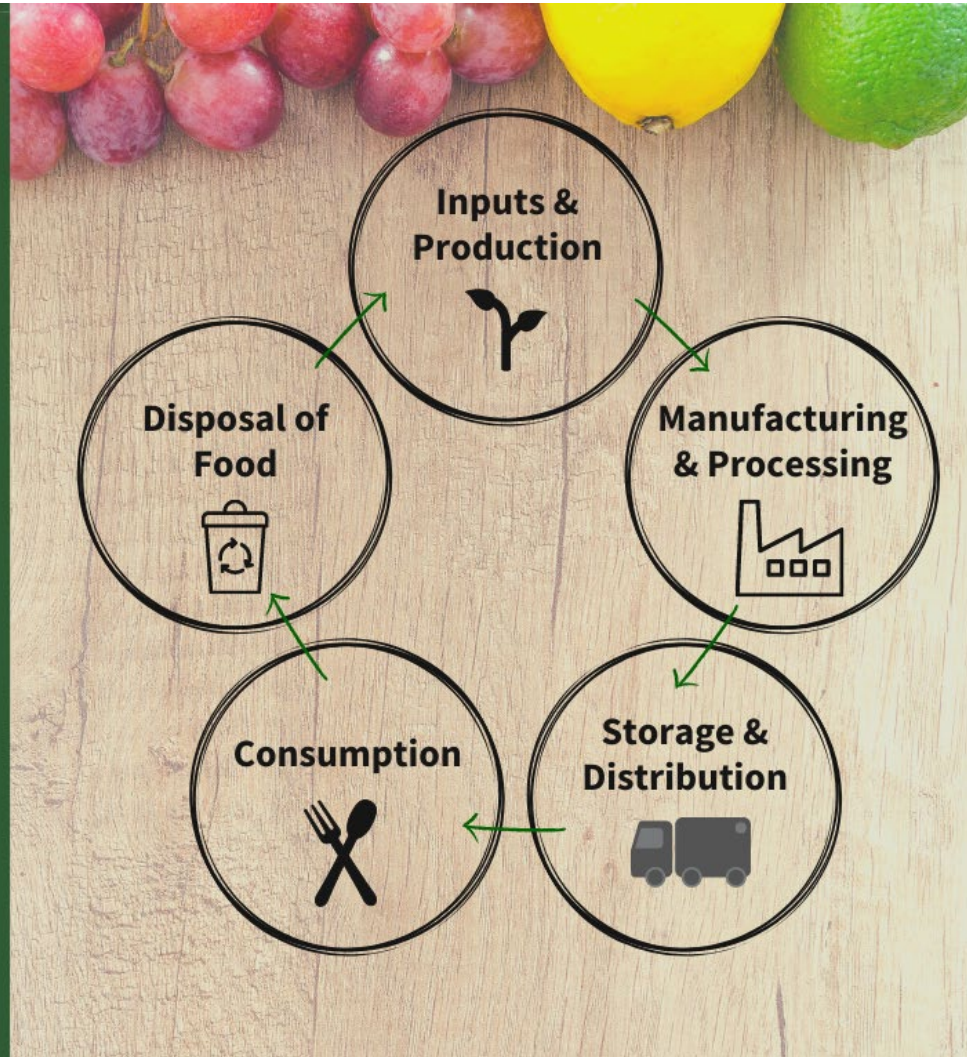 Inputs &
Production
Manufacturing
& Processing
Storage &
Distribution
Consumption
Disposal of
Food